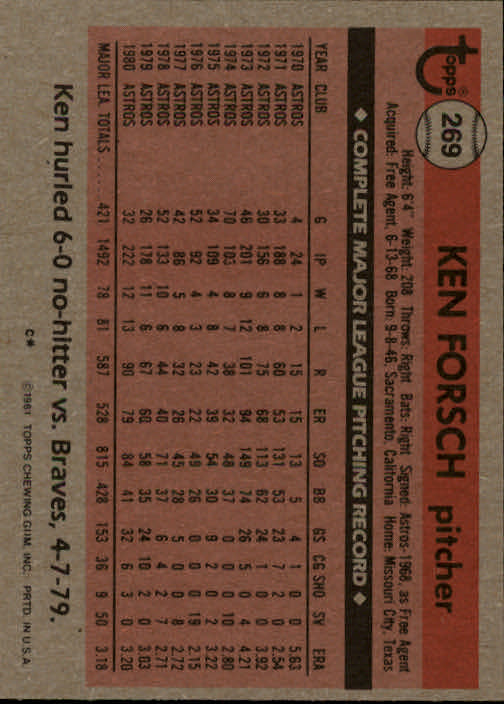 Topps®
269
KEN FORSCH pitcher
Height: 6'4" Weight: 208 Throws: Right Bats: Right Signed Astros-1968, as Free Agent
Acquired: Free Agent, 6-13-68 Born: 9-8-46, Sacramento, California Home: Missouri City, Texas
◆ COMPLETE MAJOR LEAGUE PITCHING RECORD ◆
YEAR CLUB G IP W L R ER SO BB GS CG SHO SV ERA
1970 ASTROS 4 24 1 2 15 15 13 5 4 1 0 0 5.63
1971 ASTROS 33 188 8 8 60 53 131 53 23 7 2 0 2.54
1972 ASTROS 30 156 6 8 75 68 113 62 24 1 0 0 3.92
1973 ASTROS 46 201 9 12 101 94 149 74 26 5 0 4 4.21
1974 ASTROS 70 103 8 7 38 32 48 37 0 0 0 10 2.80
1975 ASTROS 34 109 4 8 42 39 54 30 9 2 0 2 3.22
1976 ASTROS 52 92 4 3 23 22 49 26 0 0 0 19 2.15
1977 ASTROS 42 86 5 8 32 26 45 28 5 0 0 8 2.72
1978 ASTROS 52 133 10 6 44 40 71 37 6 4 2 7 2.71
1979 ASTROS 26 178 11 6 67 60 58 35 24 10 2 0 3.03
1980 ASTROS 32 222 12 13 90 79 84 41 32 6 3 0 3.20
MAJOR LEA. TOTALS... 421 1492 78 81 587 528 815 428 153 36 9 50 3.18
Ken hurled 6-0 no-hitter vs. Braves, 4-7-79.
C* ©1981 TOPPS CHEWING GUM, INC. PRTD. IN U.S.A.